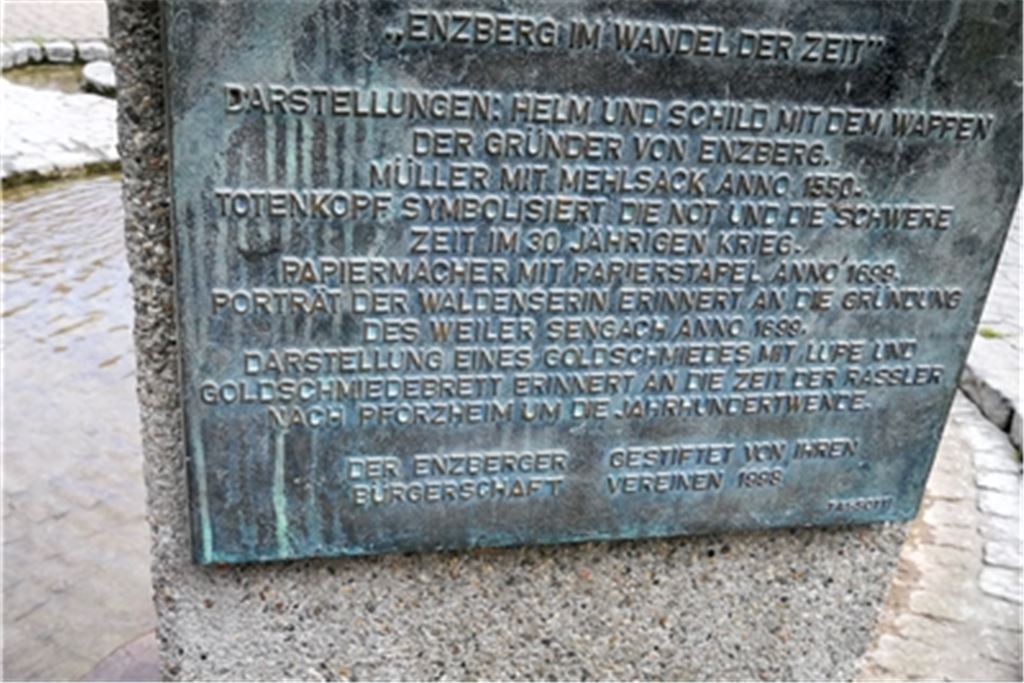 „ENZBERG IM WANDEL DER ZEIT"
DARSTELLUNGEN: HELM UND SCHILD MIT DEM WAPPEN
DER GRÜNDER VON ENZBERG.
MÜLLER MIT MEHLSACK ANNO 1550.
TOTENKOPF SYMBOLISIERT DIE NOT UND DIE SCHWERE
ZEIT IM 30 JÄHRIGEN KRIEG.
PAPIERMACHER MIT PAPIERSTAPEL ANNO 1699.
PORTRÄT DER WALDENSERIN ERINNERT AN DIE GRÜNDUNG
DES WEILER SENGACH ANNO 1699.
DARSTELLUNG EINES GOLDSCHMIEDES MIT LUPE UND
GOLDSCHMIEDEBRETT ERINNERT AN DIE ZEIT DER RASSLER
NACH PFORZHEIM UM DIE JAHRHUNDERTWENDE.
DER ENZBERGER GESTIFTET VON IHREN
BÜRGERSCHAFT VEREINEN 1998.